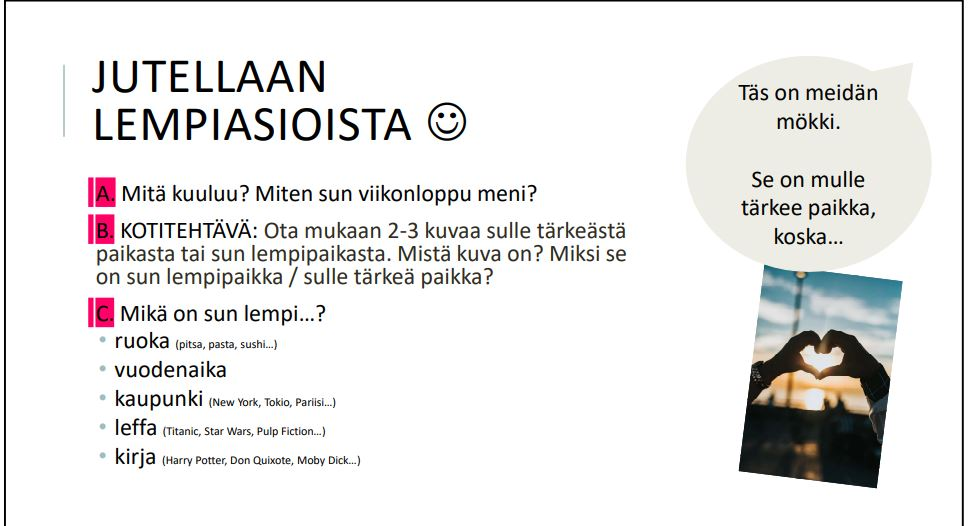 JUTELLAAN
LEMPIASIOISTA ☺
A. Mitä kuuluu? Miten sun viikonloppu meni?
B. KOTITEHTÄVÄ: Ota mukaan 2-3 kuvaa sulle tärkeästä
paikasta tai sun lempipaikasta. Mistä kuva on? Miksi se
on sun lempipaikka / sulle tärkeä paikka?
C. Mikä on sun lempi…?
• ruoka (pitsa, pasta, sushi…)
• vuodenaika
• kaupunki (New York, Tokio, Pariisi…)
• leffa (Titanic, Star Wars, Pulp Fiction…)
• kirja (Harry Potter, Don Quixote, Moby Dick…)
Täs on meidän
mökki.
Se on mulle
tärkee paikka,
koska…